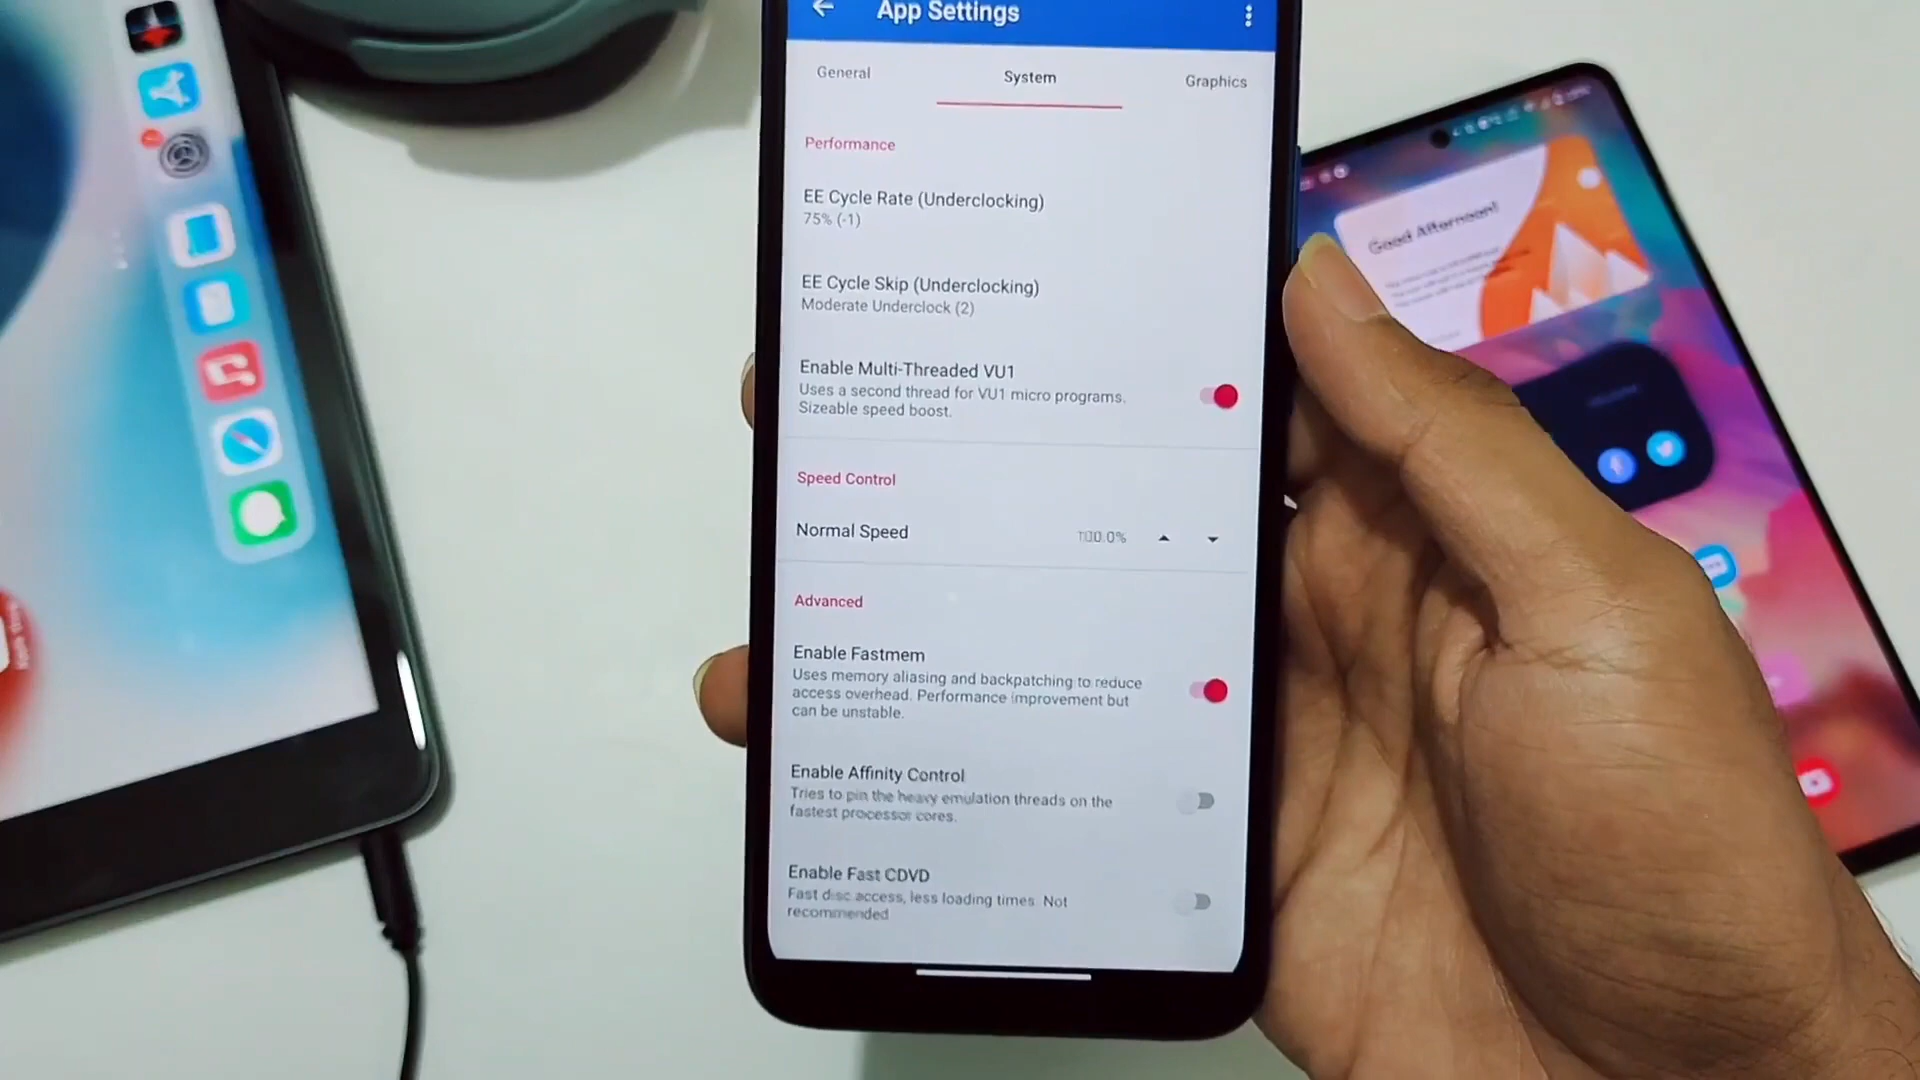 App Settings
General
System
Graphics
Performance
EE Cycle Rate (Underclocking)
75% (-1)
EE Cycle Skip (Underclocking)
Moderate Underclock (2)
Enable Multi-Threaded VU1
Uses a second thread for VU1 micro programs.
Sizeable speed boost.
Speed Control
Normal Speed
100.0%
Advanced
Enable Fastmem
Uses memory aliasing and backpatching to reduce
access overhead. Performance improvement but
can be unstable.
Enable Affinity Control
Tries to pin the heavy emulation threads on the
fastest processor cores.
Enable Fast CDVD
Fast disc access, less loading times. Not
recommended
Good Afternoon!